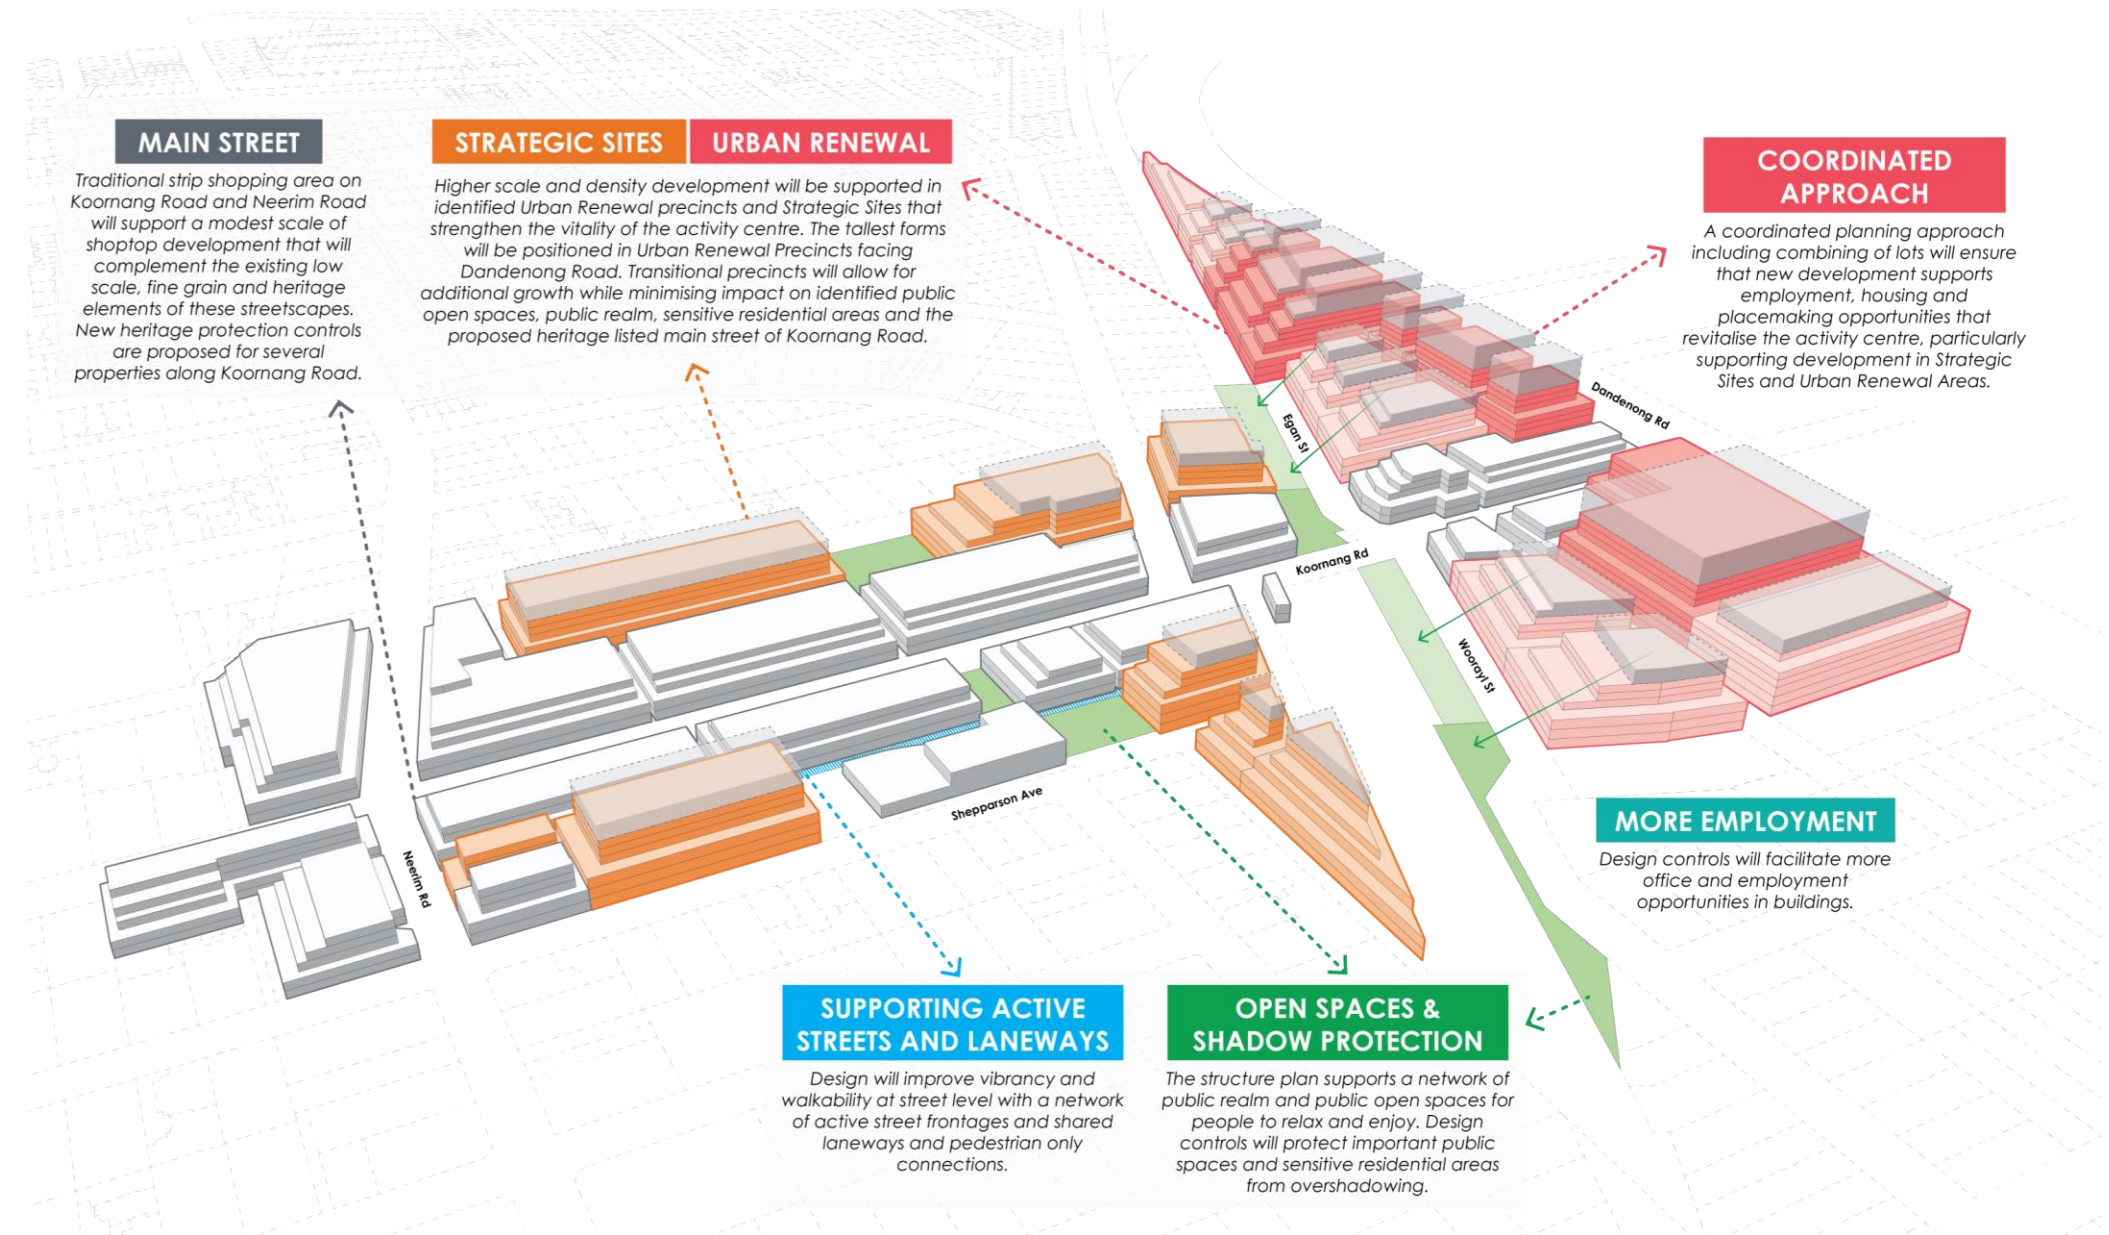 MAIN STREET
Traditional strip shopping area on
Koornang Road and Neerim Road
will support a modest scale of
shoptop development that will
complement the existing low
scale, fine grain and heritage
elements of these streetscapes.
New heritage protection controls
are proposed for several
properties along Koornang Road.
STRATEGIC SITES
URBAN RENEWAL
Higher scale and density development will be supported in
identified Urban Renewal precincts and Strategic Sites that
strengthen the vitality of the activity centre. The tallest forms
will be positioned in Urban Renewal Precincts facing
Dandenong Road. Transitional precincts will allow for
additional growth while minimising impact on identified public
open spaces, public realm, sensitive residential areas and the
proposed heritage listed main street of Koornang Road.
COORDINATED
APPROACH
A coordinated planning approach
including combining of lots will ensure
that new development supports
employment, housing and
placemaking opportunities that
revitalise the activity centre, particularly
supporting development in Strategic
Sites and Urban Renewal Areas.
Dandenong Rd
Egan St
Koornang Rd
Woorayl St
Shepparson Ave
Neerim Rd
MORE EMPLOYMENT
Design controls will facilitate more
office and employment
opportunities in buildings.
SUPPORTING ACTIVE
STREETS AND LANEWAYS
Design will improve vibrancy and
walkability at street level with a network
of active street frontages and shared
laneways and pedestrian only
connections.
OPEN SPACES &
SHADOW PROTECTION
The structure plan supports a network of
public realm and public open spaces for
people to relax and enjoy. Design
controls will protect important public
spaces and sensitive residential areas
from overshadowing.